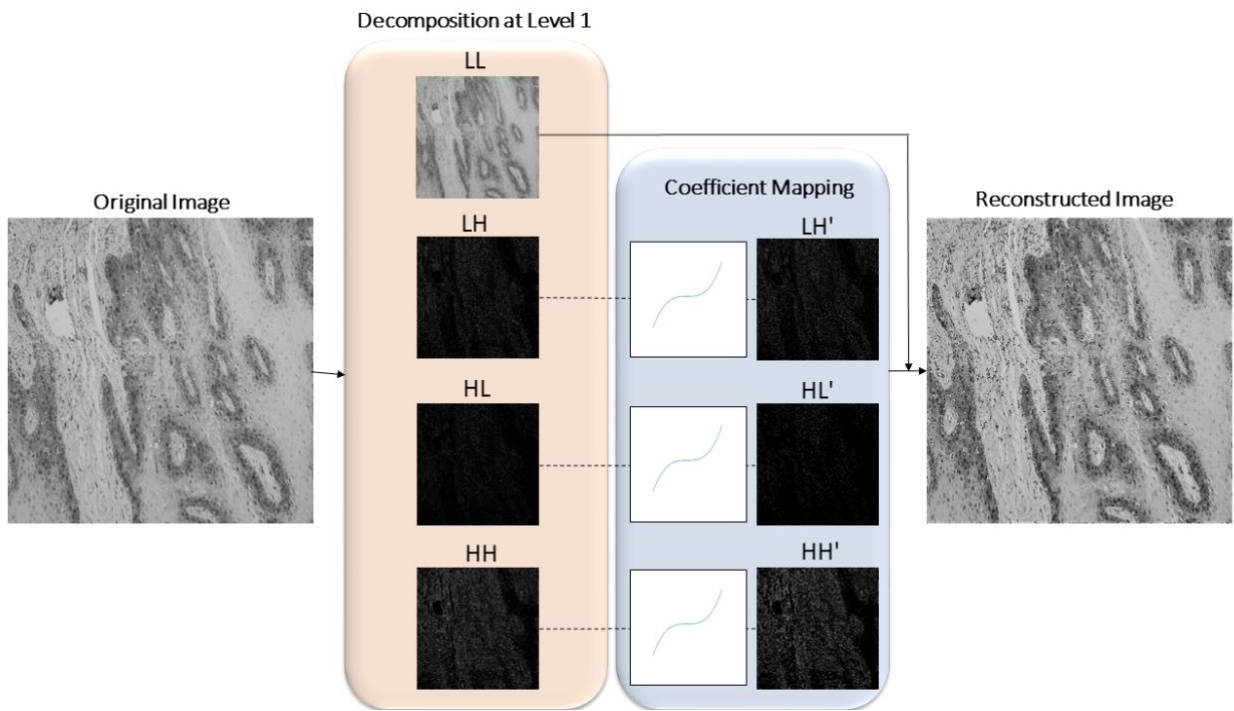 Decomposition at Level 1
LL
Coefficient Mapping
Original Image
Reconstructed Image
LH
LH'
HL
HL'
HH
HH'